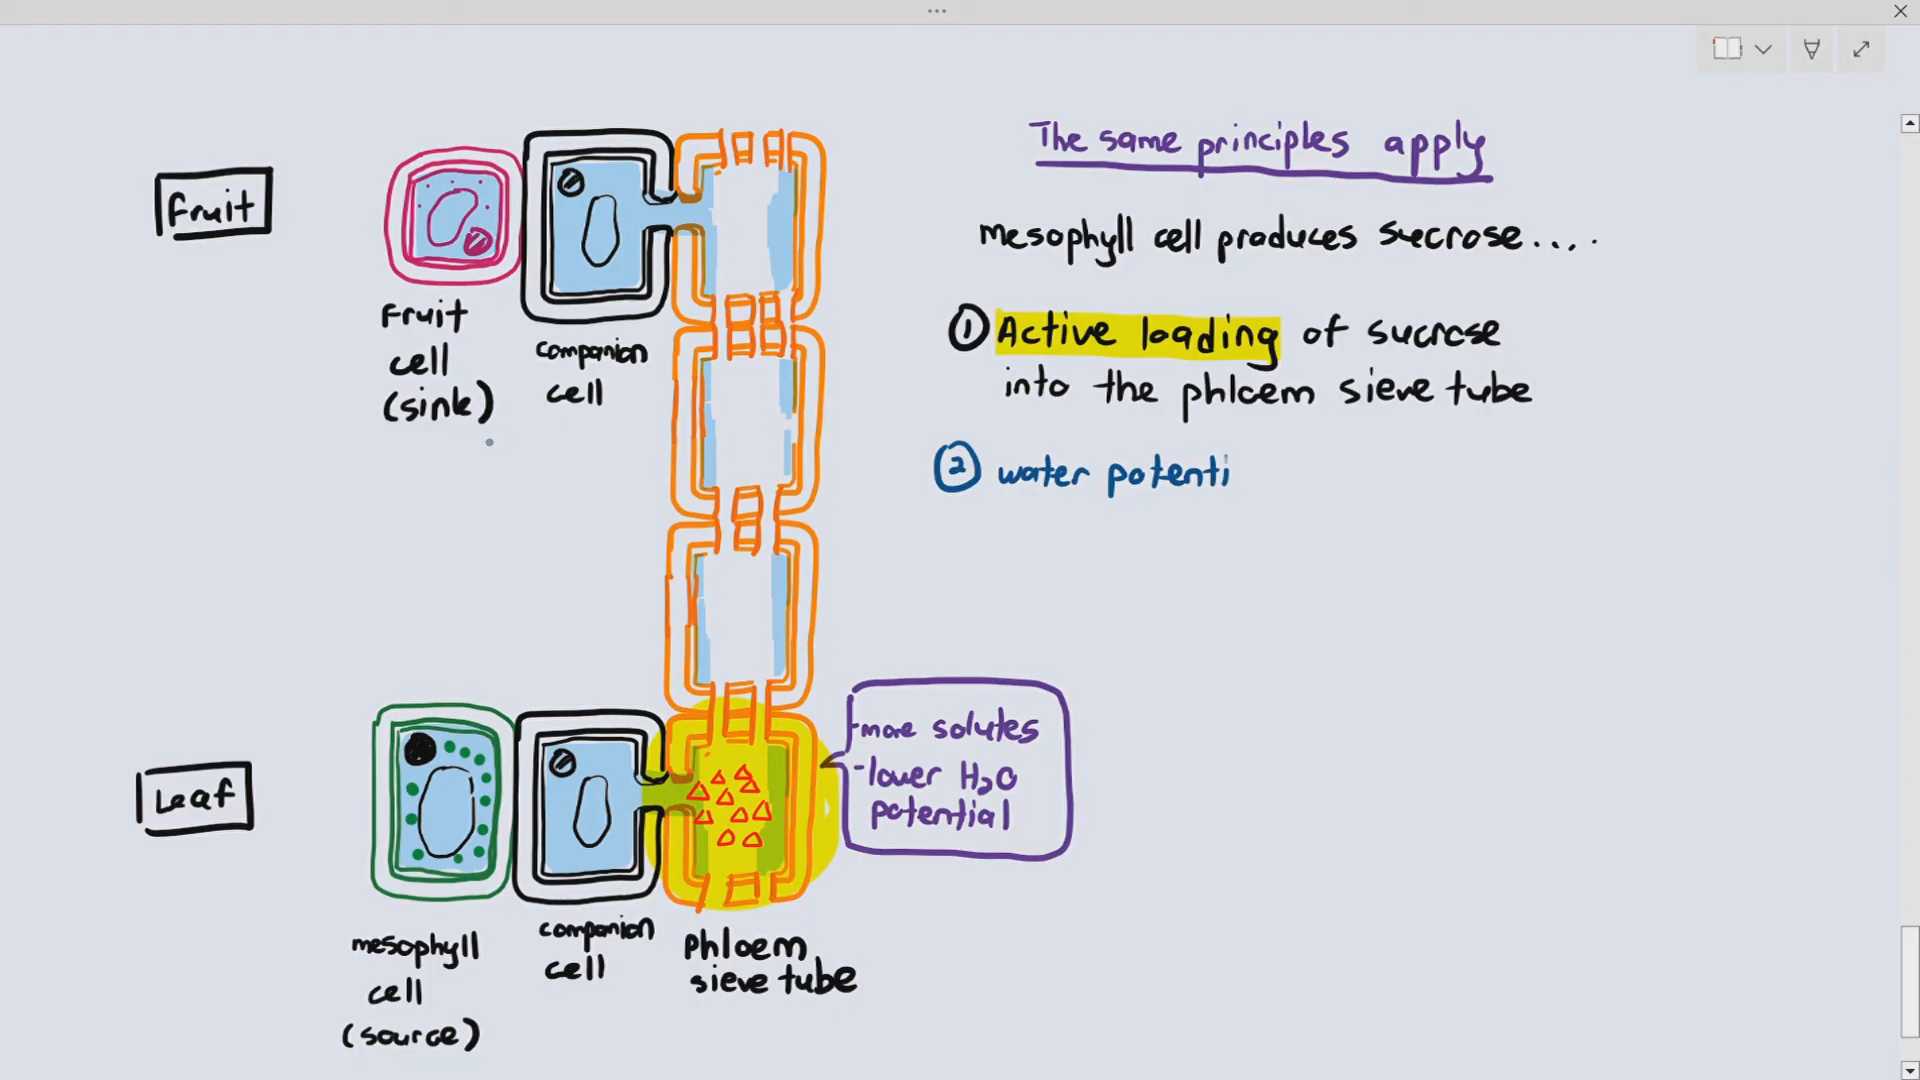 The same principles apply
mesophyll cell produces sucrose....
① Active loading of sucrose
into the phloem sieve tube
② water potenti
Fruit
Fruit
cell
(sink)
companion
cell
Leaf
-more solutes
-lower H₂O
potential
mesophyll
cell
(source)
companion
cell
Phloem
sieve tube